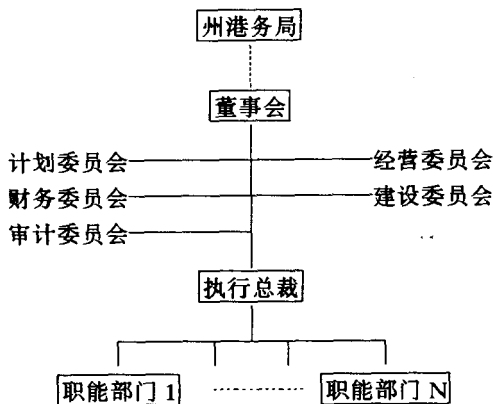 州港务局
董事会
计划委员会 经营委员会
财务委员会 建设委员会
审计委员会
执行总裁
职能部门 1 职能部门 N